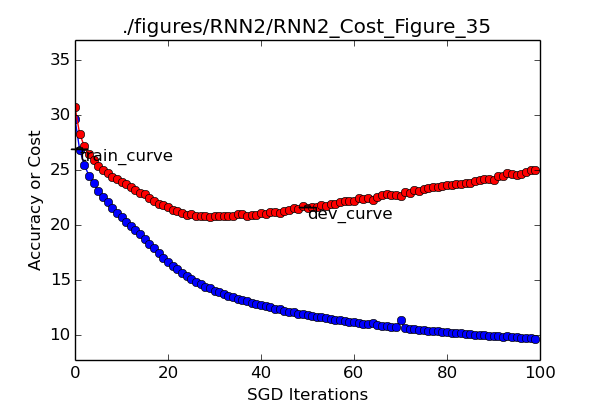 ./figures/RNN2/RNN2_Cost_Figure_35
35
30
25
20
15
10
Accuracy or Cost
train_curve
dev_curve
0
20
40
60
80
100
SGD Iterations